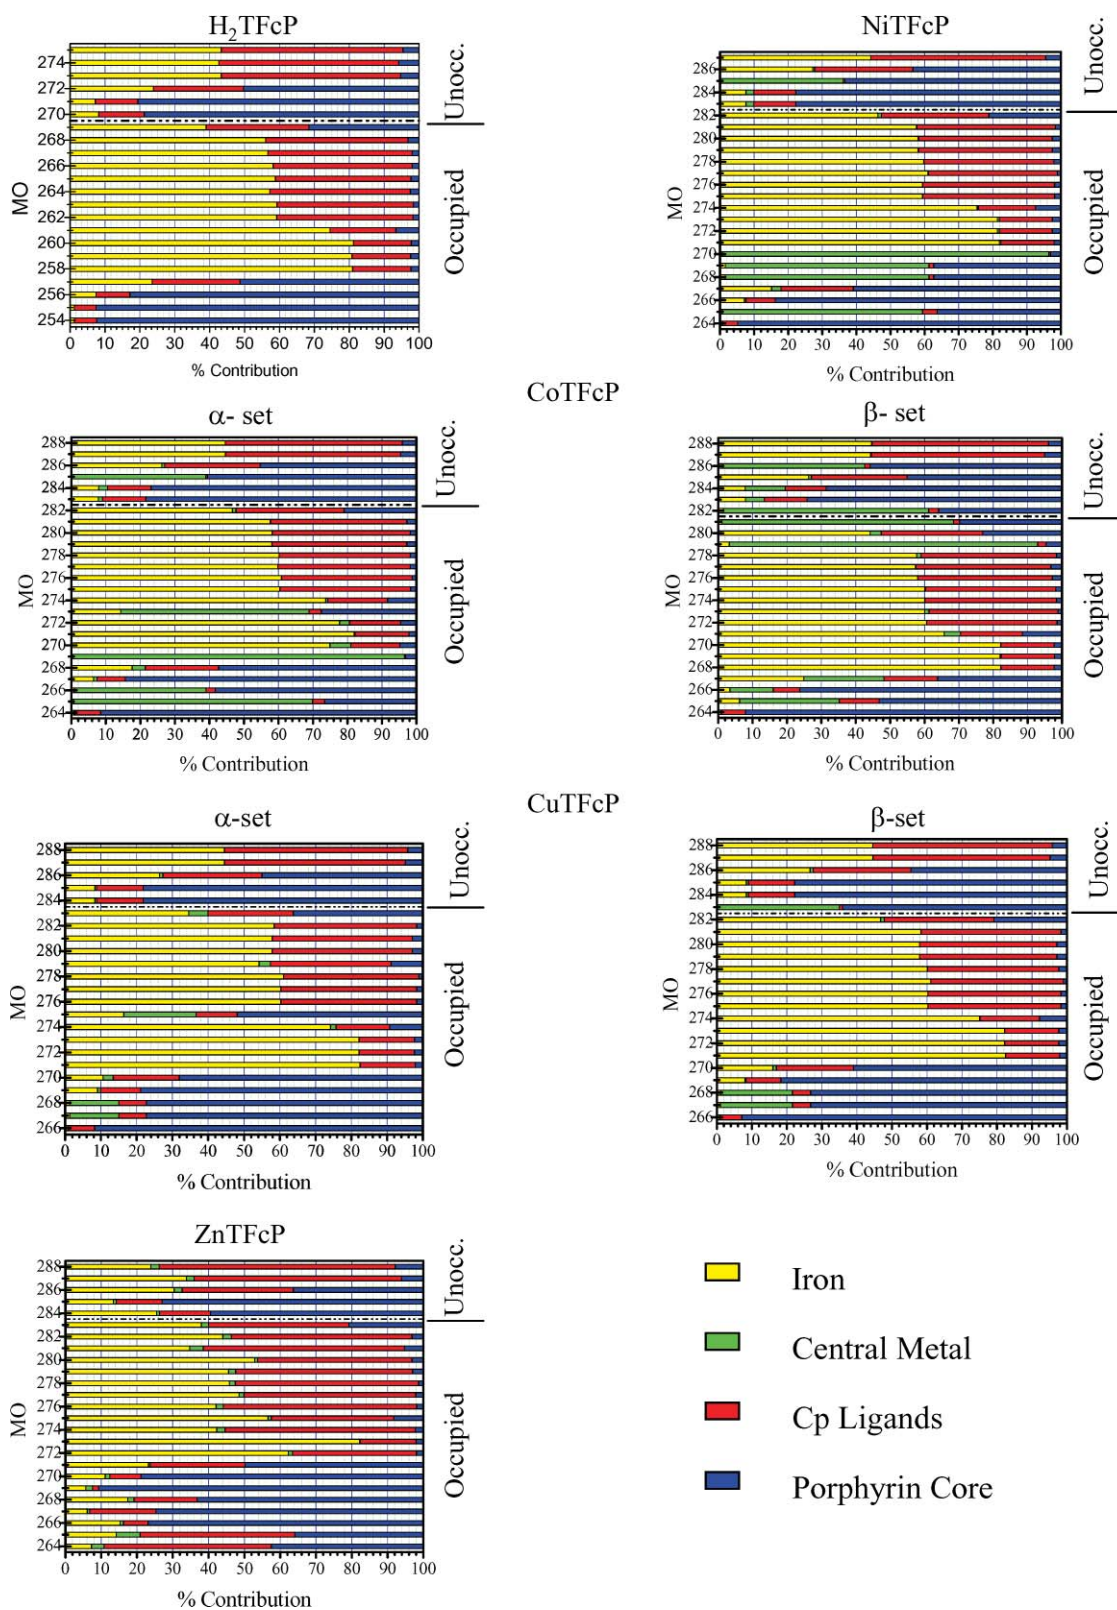 H₂TFcP
274
272
270
268
266
264
262
260
258
256
254
MO
Unocc.
Occupied
0 10 20 30 40 50 60 70 80 90 100
% Contribution
NiTFcP
286
284
282
280
278
276
274
272
270
268
266
264
MO
Unocc.
Occupied
0 10 20 30 40 50 60 70 80 90 100
% Contribution
CoTFcP
α- set
288
286
284
282
280
278
276
274
272
270
268
266
264
MO
Unocc.
Occupied
0 10 20 30 40 50 60 70 80 90 100
% Contribution
β- set
288
286
284
282
280
278
276
274
272
270
268
266
264
MO
Unocc.
Occupied
0 10 20 30 40 50 60 70 80 90 100
% Contribution
CuTFcP
α-set
288
286
284
282
280
278
276
274
272
270
268
266
MO
Unocc.
Occupied
0 10 20 30 40 50 60 70 80 90 100
% Contribution
β-set
288
286
284
282
280
278
276
274
272
270
268
266
MO
Unocc.
Occupied
0 10 20 30 40 50 60 70 80 90 100
% Contribution
ZnTFcP
288
286
284
282
280
278
276
274
272
270
268
266
264
MO
Unocc.
Occupied
0 10 20 30 40 50 60 70 80 90 100
% Contribution
Iron
Central Metal
Cp Ligands
Porphyrin Core